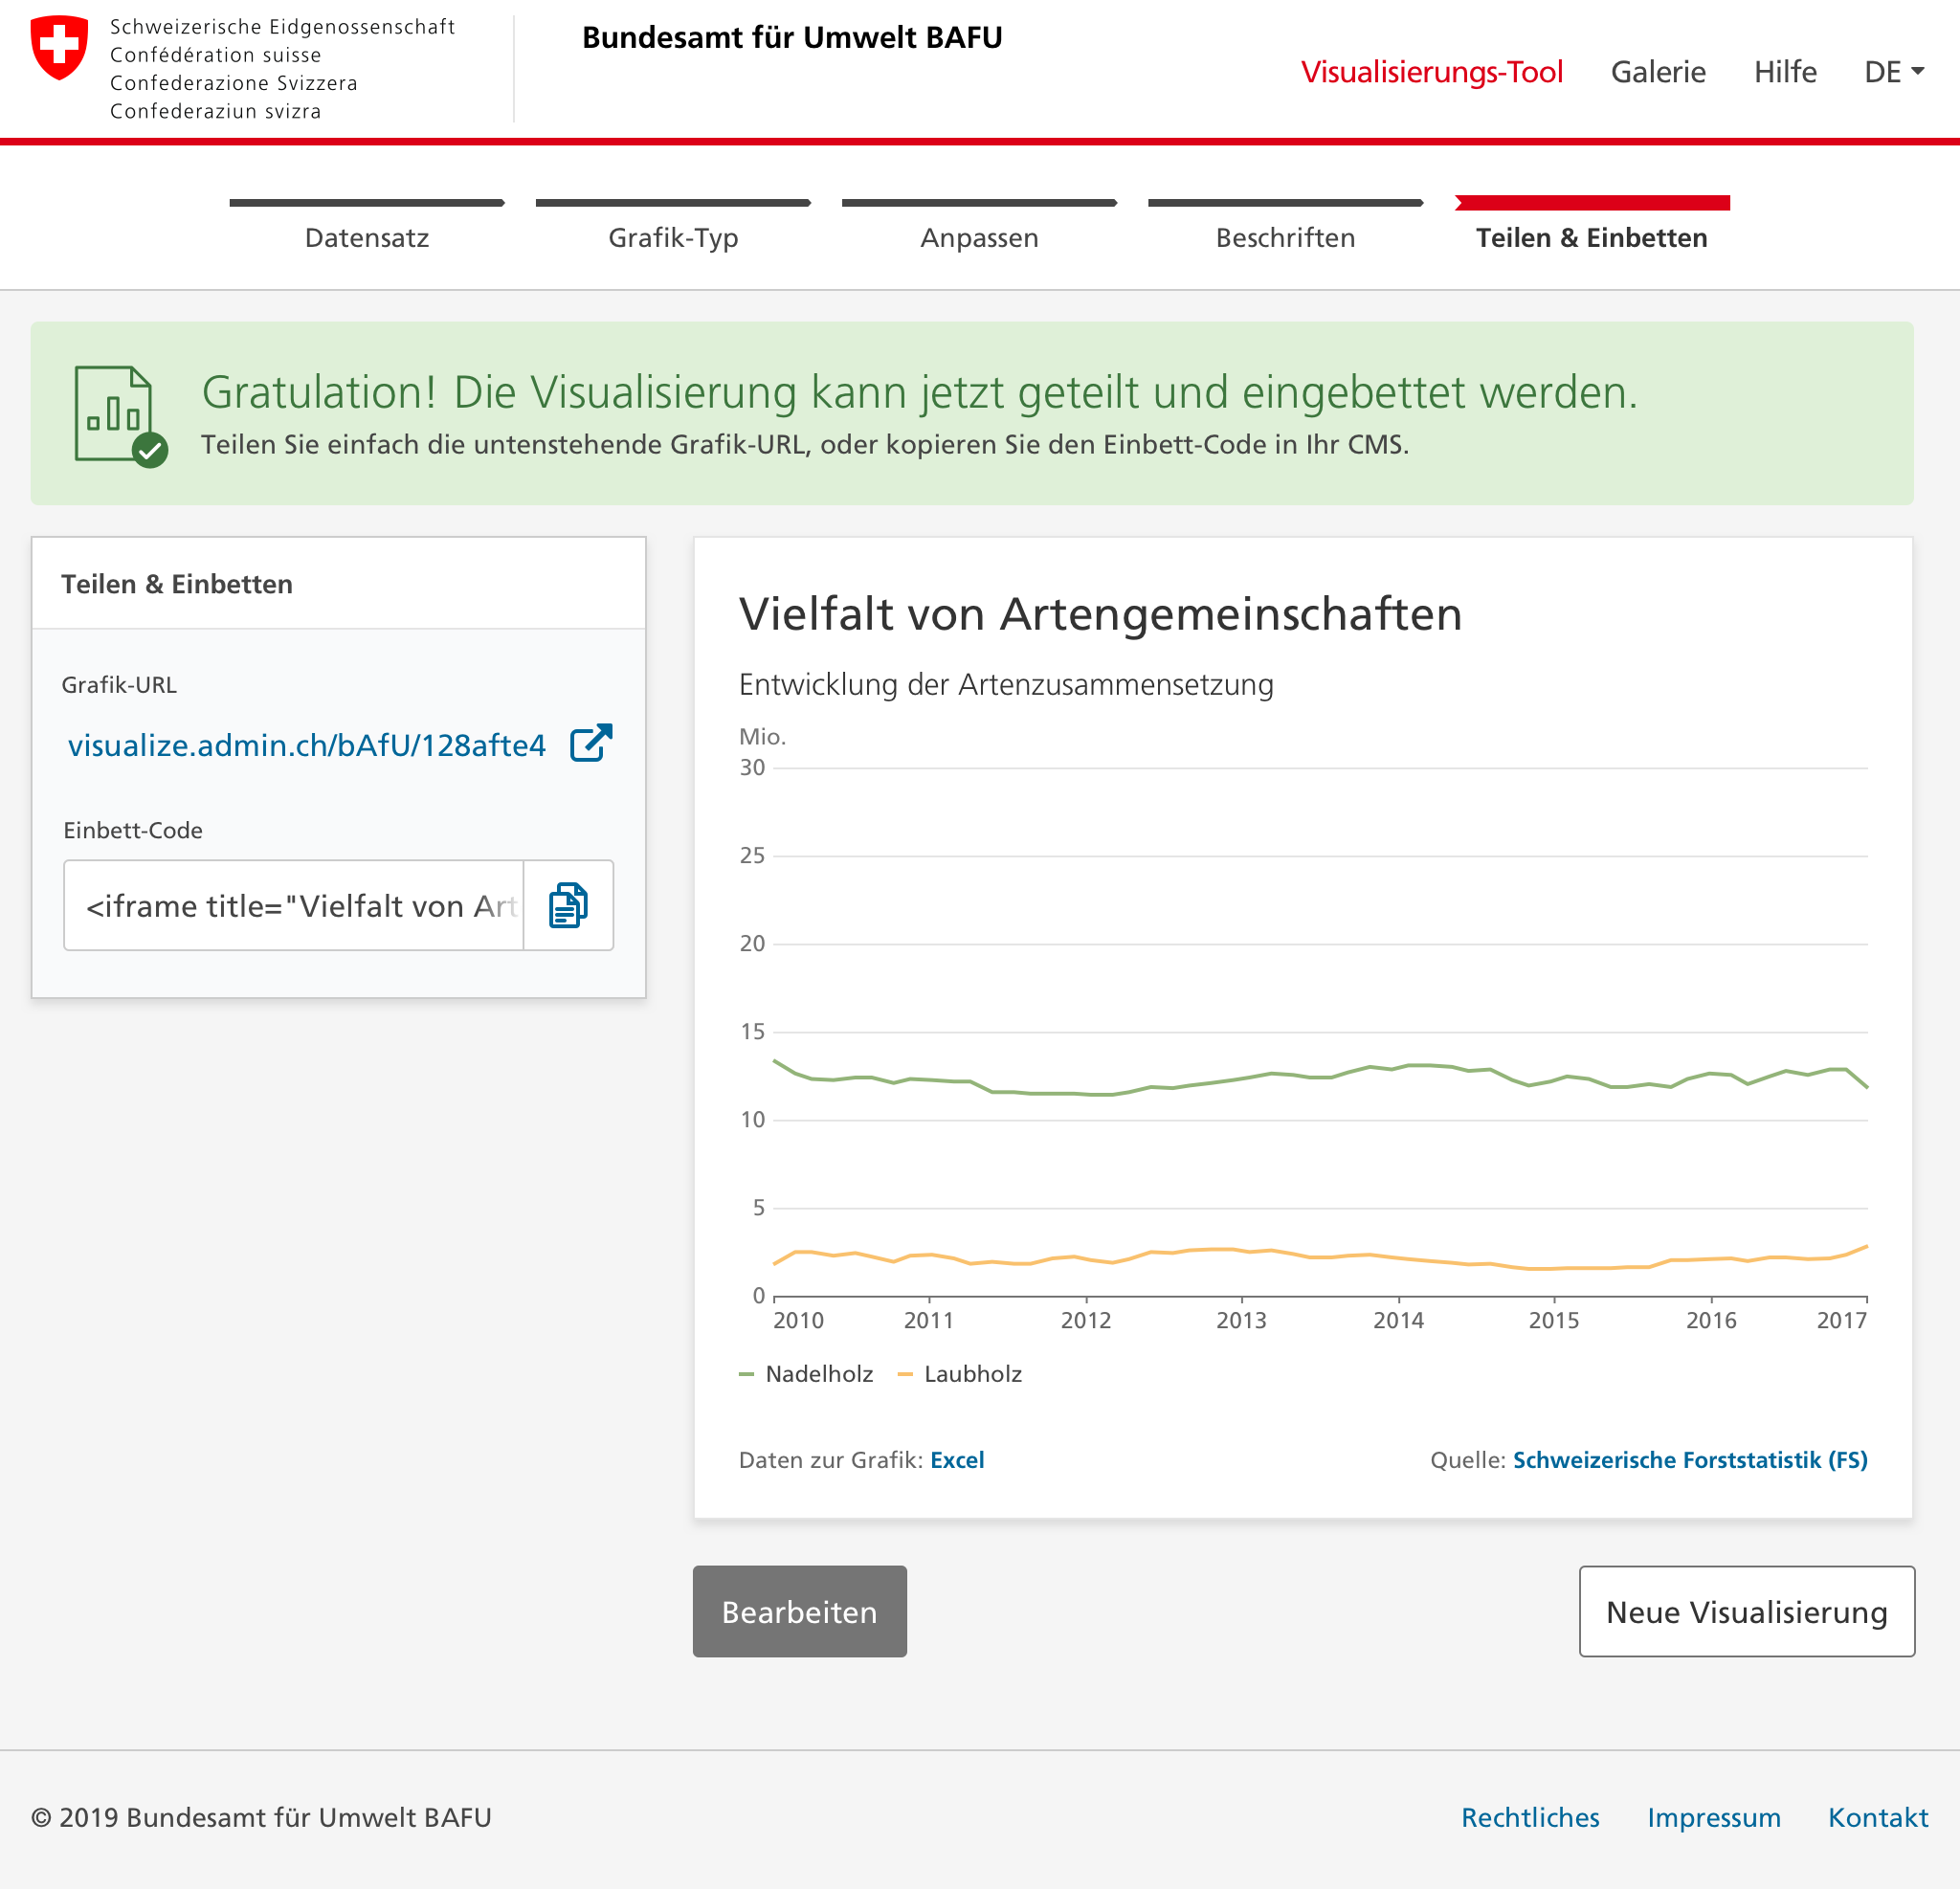 Schweizerische Eidgenossenschaft
Confédération suisse
Confederazione Svizzera
Confederaziun svizra
Bundesamt für Umwelt BAFU
Visualisierungs-Tool Galerie Hilfe DE
Datensatz Grafik-Typ Anpassen Beschriften Teilen & Einbetten
Gratulation! Die Visualisierung kann jetzt geteilt und eingebettet werden.
Teilen Sie einfach die untenstehende Grafik-URL, oder kopieren Sie den Einbett-Code in Ihr CMS.
Teilen & Einbetten
Grafik-URL
visualize.admin.ch/bAfU/128afte4
Einbett-Code
<iframe title="Vielfalt von Art
Vielfalt von Artengemeinschaften
Entwicklung der Artenzusammensetzung
Mio.
30
25
20
15
10
5
0
2010 2011 2012 2013 2014 2015 2016 2017
Nadelholz Laubholz
Daten zur Grafik: Excel
Quelle: Schweizerische Forststatistik (FS)
Bearbeiten
Neue Visualisierung
© 2019 Bundesamt für Umwelt BAFU
Rechtliches Impressum Kontakt